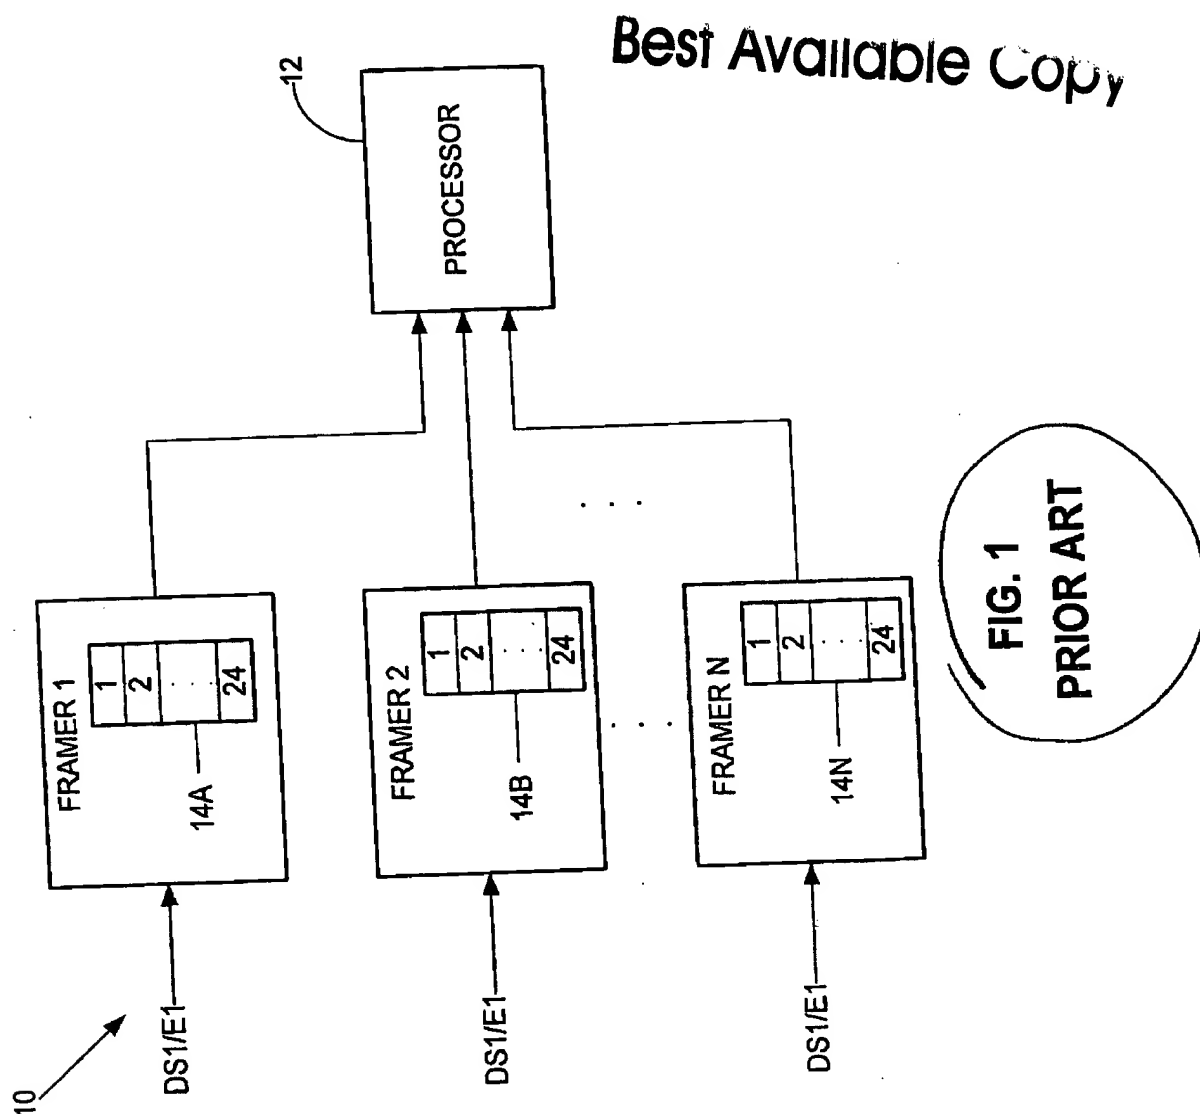 Best Available Copy
10
12
PROCESSOR
DS1/E1
FRAMER 1
1
2
. . .
24
14A
DS1/E1
FRAMER 2
1
2
. . .
24
14B
. . .
. . .
DS1/E1
FRAMER N
1
2
. . .
24
14N
FIG. 1
PRIOR ART